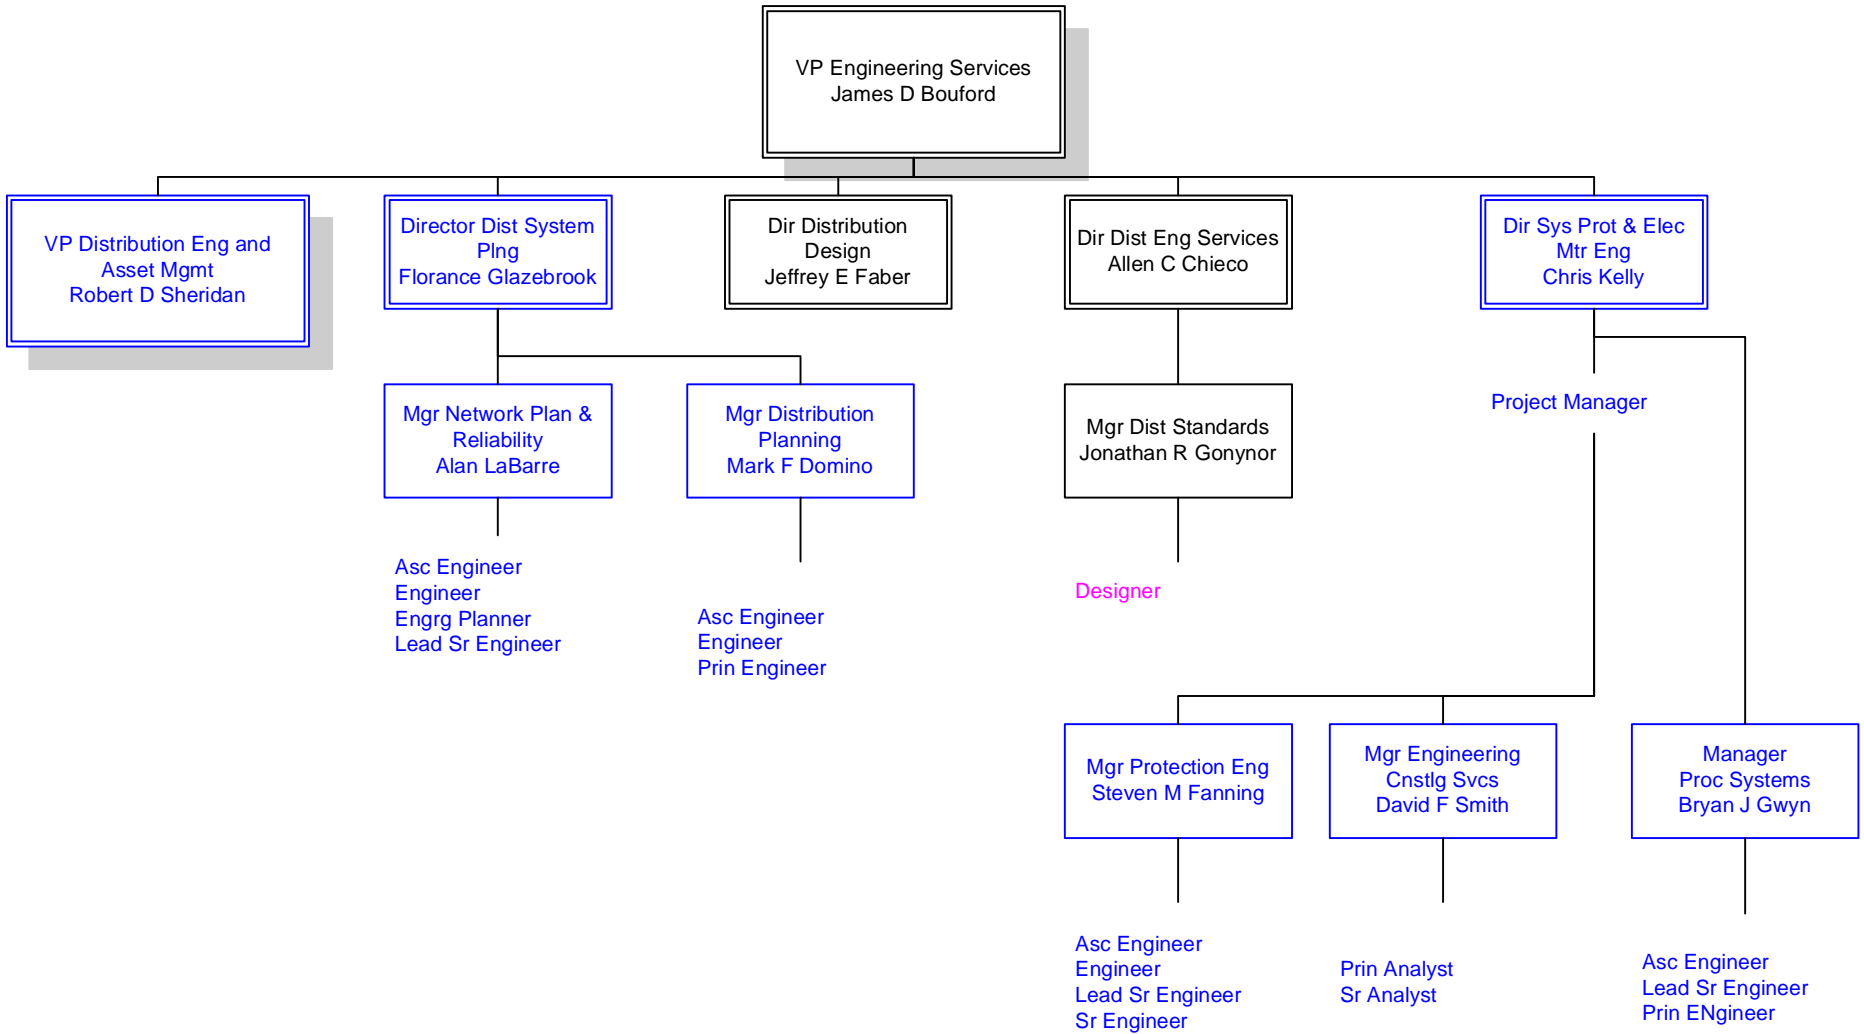 VP Engineering Services
James D Bouford
VP Distribution Eng and
Asset Mgmt
Robert D Sheridan
Director Dist System
Plng
Florance Glazebrook
Dir Distribution
Design
Jeffrey E Faber
Dir Dist Eng Services
Allen C Chieco
Dir Sys Prot & Elec
Mtr Eng
Chris Kelly
Mgr Network Plan &
Reliability
Alan LaBarre
Mgr Distribution
Planning
Mark F Domino
Mgr Dist Standards
Jonathan R Gonynor
Project Manager
Asc Engineer
Engineer
Engrg Planner
Lead Sr Engineer
Asc Engineer
Engineer
Prin Engineer
Designer
Mgr Protection Eng
Steven M Fanning
Mgr Engineering
Cnstlg Svcs
David F Smith
Manager
Proc Systems
Bryan J Gwyn
Asc Engineer
Engineer
Lead Sr Engineer
Sr Engineer
Prin Analyst
Sr Analyst
Asc Engineer
Lead Sr Engineer
Prin ENgineer